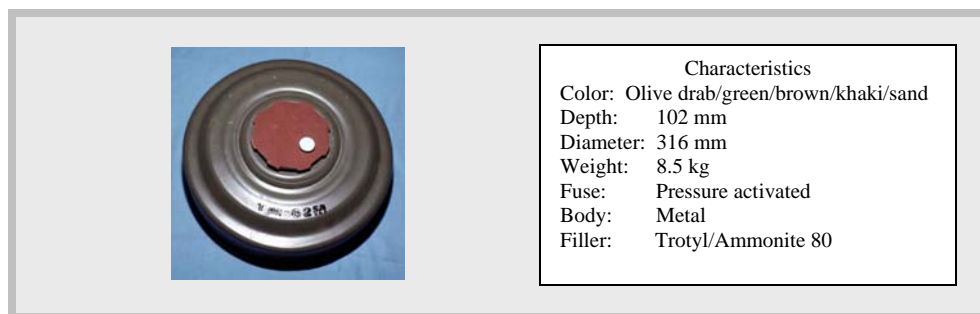 Characteristics
Color: Olive drab/green/brown/khaki/sand
Depth: 102 mm
Diameter: 316 mm
Weight: 8.5 kg
Fuse: Pressure activated
Body: Metal
Filler: Trotyl/Ammonite 80